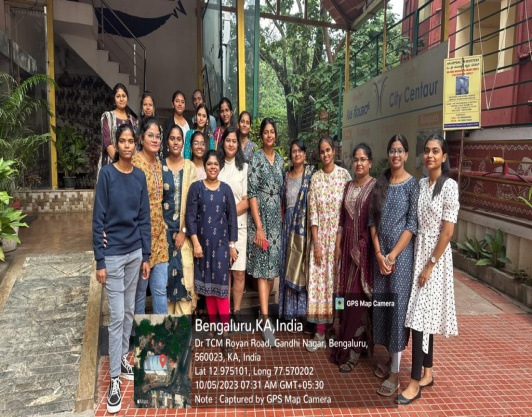 City Centaur
GPS Map Camera
Bengaluru,KA,India
Dr TCM Royan Road, Gandhi Nagar, Bengaluru,
560023, KA, India
Lat 12.975101, Long 77.570202
10/05/2023 07:31 AM GMT+05:30
Note : Captured by GPS Map Camera